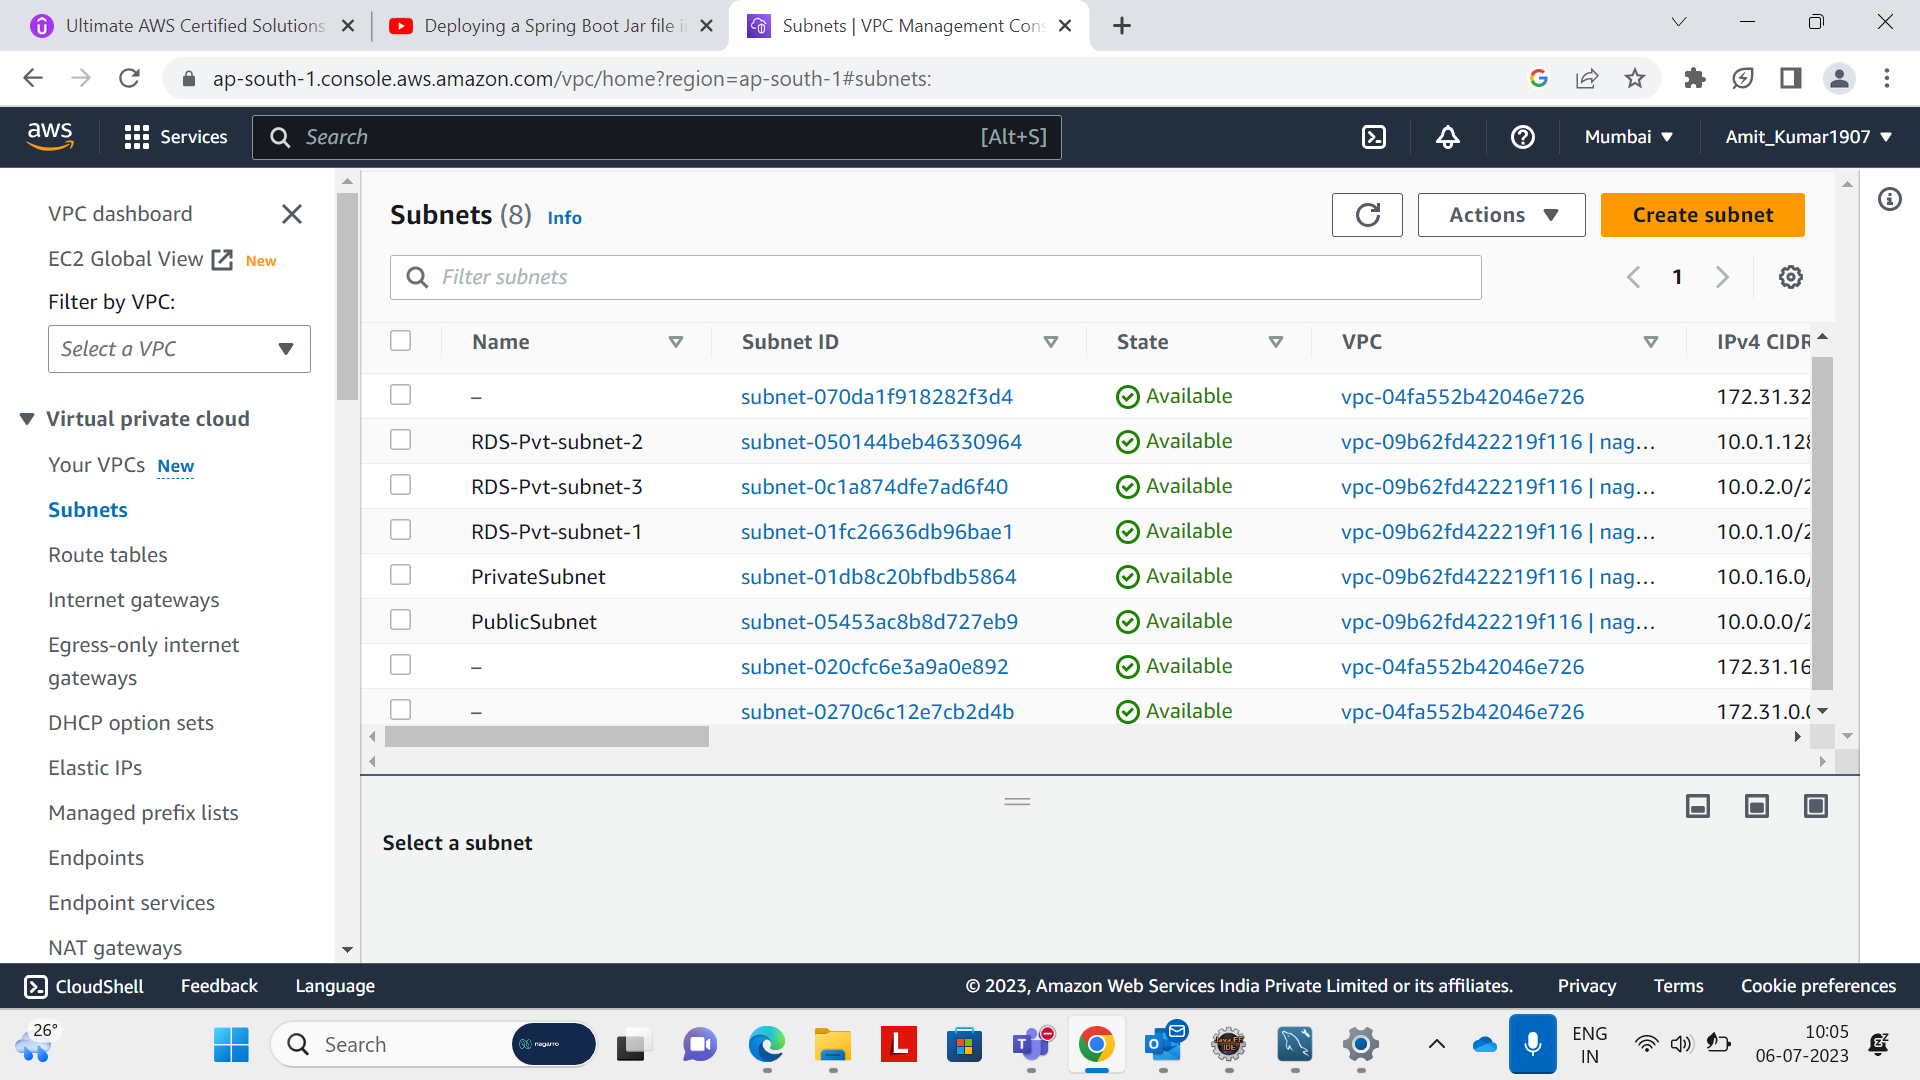 Ultimate AWS Certified Solutions
Deploying a Spring Boot Jar file i
Subnets | VPC Management Cons
ap-south-1.console.aws.amazon.com/vpc/home?region=ap-south-1#subnets:
aws
Services
Search
[Alt+S]
Mumbai
Amit_Kumar1907
VPC dashboard
EC2 Global View New
Filter by VPC:
Select a VPC
Virtual private cloud
Your VPCs New
Subnets
Route tables
Internet gateways
Egress-only internet
gateways
DHCP option sets
Elastic IPs
Managed prefix lists
Endpoints
Endpoint services
NAT gateways
Subnets (8) Info
Actions
Create subnet
Filter subnets
1
Name Subnet ID State VPC IPv4 CIDR
– subnet-070da1f918282f3d4 Available vpc-04fa552b42046e726 172.31.32
RDS-Pvt-subnet-2 subnet-050144beb46330964 Available vpc-09b62fd422219f116 | nag... 10.0.1.128
RDS-Pvt-subnet-3 subnet-0c1a874dfe7ad6f40 Available vpc-09b62fd422219f116 | nag... 10.0.2.0/2
RDS-Pvt-subnet-1 subnet-01fc26636db96bae1 Available vpc-09b62fd422219f116 | nag... 10.0.1.0/2
PrivateSubnet subnet-01db8c20bfbdb5864 Available vpc-09b62fd422219f116 | nag... 10.0.16.0/
PublicSubnet subnet-05453ac8b8d727eb9 Available vpc-09b62fd422219f116 | nag... 10.0.0.0/2
– subnet-020cfc6e3a9a0e892 Available vpc-04fa552b42046e726 172.31.16
– subnet-0270c6c12e7cb2d4b Available vpc-04fa552b42046e726 172.31.0.0
Select a subnet
CloudShell Feedback Language © 2023, Amazon Web Services India Private Limited or its affiliates. Privacy Terms Cookie preferences
26°
Search
nagarro
L
ENG
IN
10:05
06-07-2023